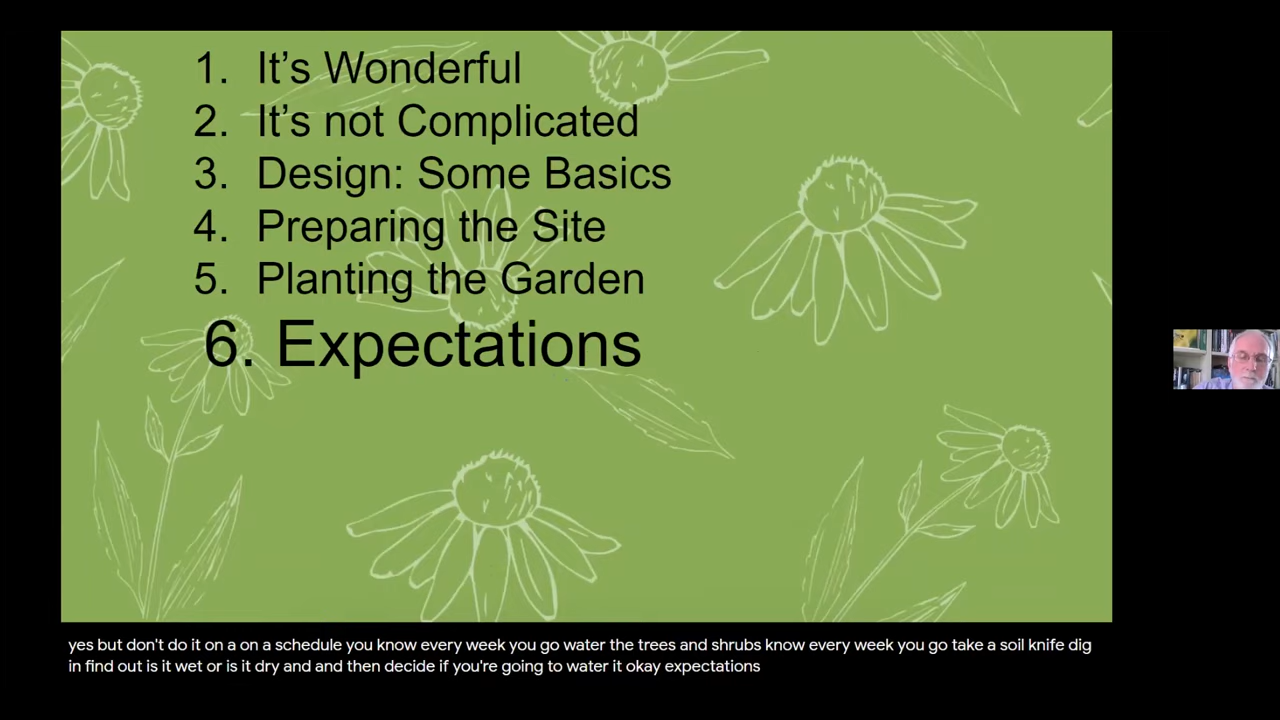 1. It's Wonderful
2. It's not Complicated
3. Design: Some Basics
4. Preparing the Site
5. Planting the Garden
6. Expectations
yes but don't do it on a on a schedule you know every week you go water the trees and shrubs know every week you go take a soil knife dig
in find out is it wet or is it dry and and then decide if you're going to water it okay expectations